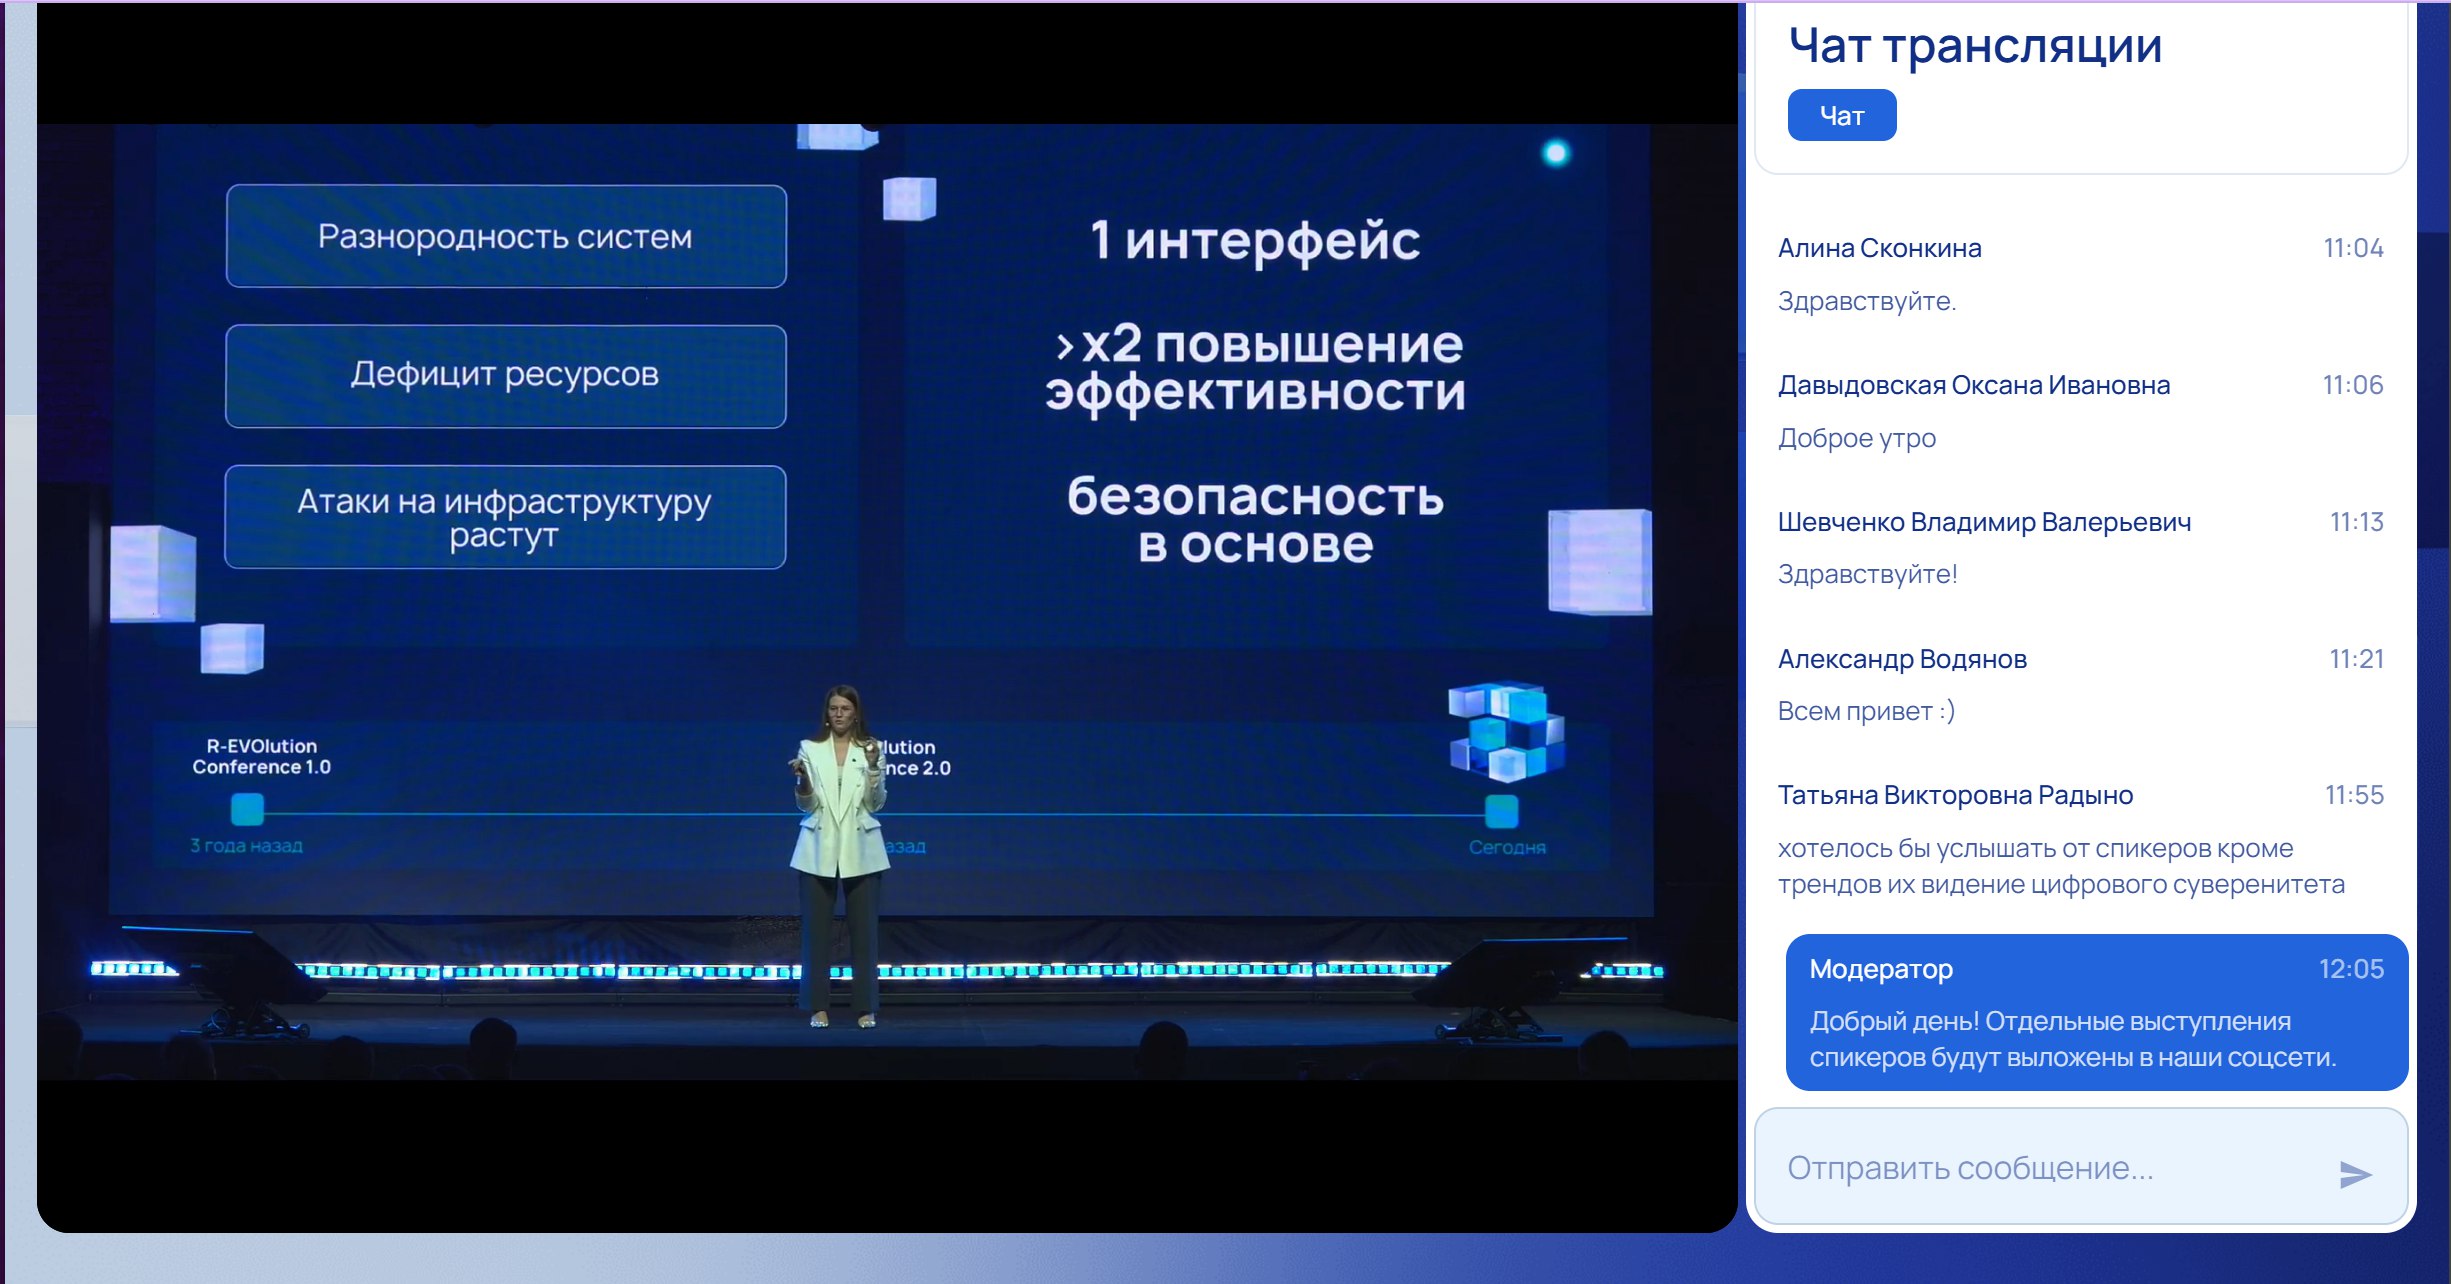 Разнородность систем
Дефицит ресурсов
Атаки на инфраструктуру
растут
1 интерфейс
>x2 повышение
эффективности
безопасность
в основе
R-EVOlution
Conference 1.0
lution
nce 2.0
3 года назад
азад
Сегодня
Чат трансляции
Чат
Алина Сконкина 11:04
Здравствуйте.
Давыдовская Оксана Ивановна 11:06
Доброе утро
Шевченко Владимир Валерьевич 11:13
Здравствуйте!
Александр Водянов 11:21
Всем привет :)
Татьяна Викторовна Радыно 11:55
хотелось бы услышать от спикеров кроме
трендов их видение цифрового суверенитета
Модератор 12:05
Добрый день! Отдельные выступления
спикеров будут выложены в наши соцсети.
Отправить сообщение...